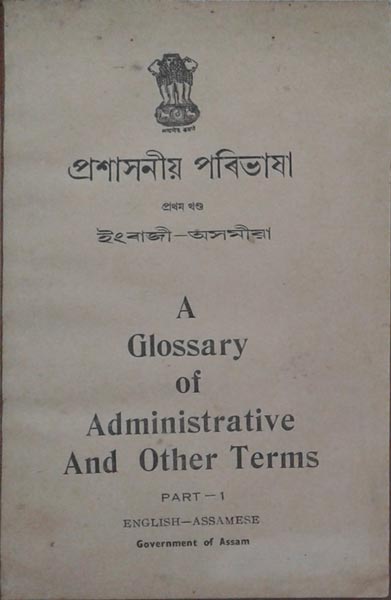 প্ৰশাসনীয় পৰিভাষা
প্ৰথম খণ্ড
ইংৰাজী—অসমীয়া
A
Glossary
of
Administrative
And Other Terms
PART—1
ENGLISH—ASSAMESE
Government of Assam